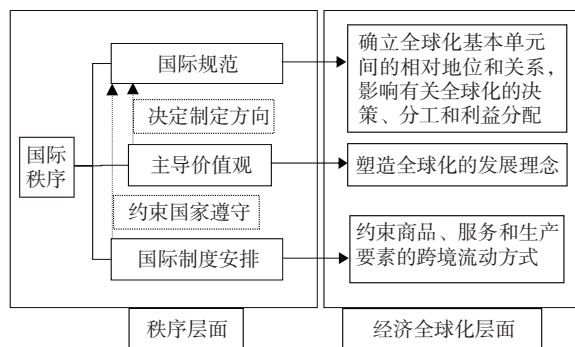 国际规范
决定制定方向
国际
秩序
主导价值观
约束国家遵守
国际制度安排
秩序层面
确立全球化基本单元
间的相对地位和关系，
影响有关全球化的决
策、分工和利益分配
塑造全球化的发展理念
约束商品、服务和生产
要素的跨境流动方式
经济全球化层面